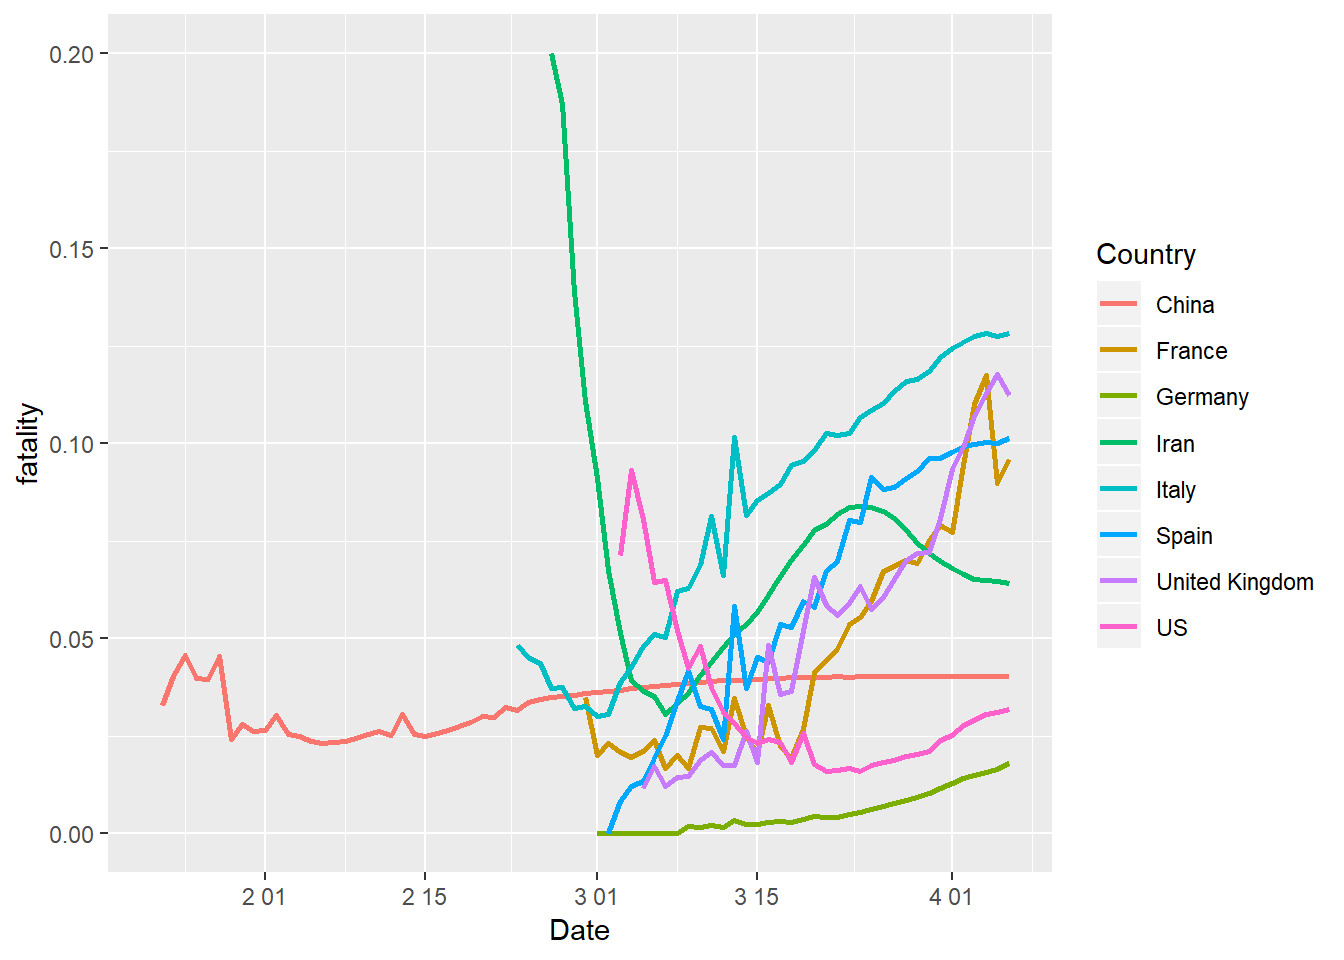 0.20
0.15
0.10
0.05
0.00
fatality
2 01
2 15
3 01
3 15
4 01
Date
Country
China
France
Germany
Iran
Italy
Spain
United Kingdom
US